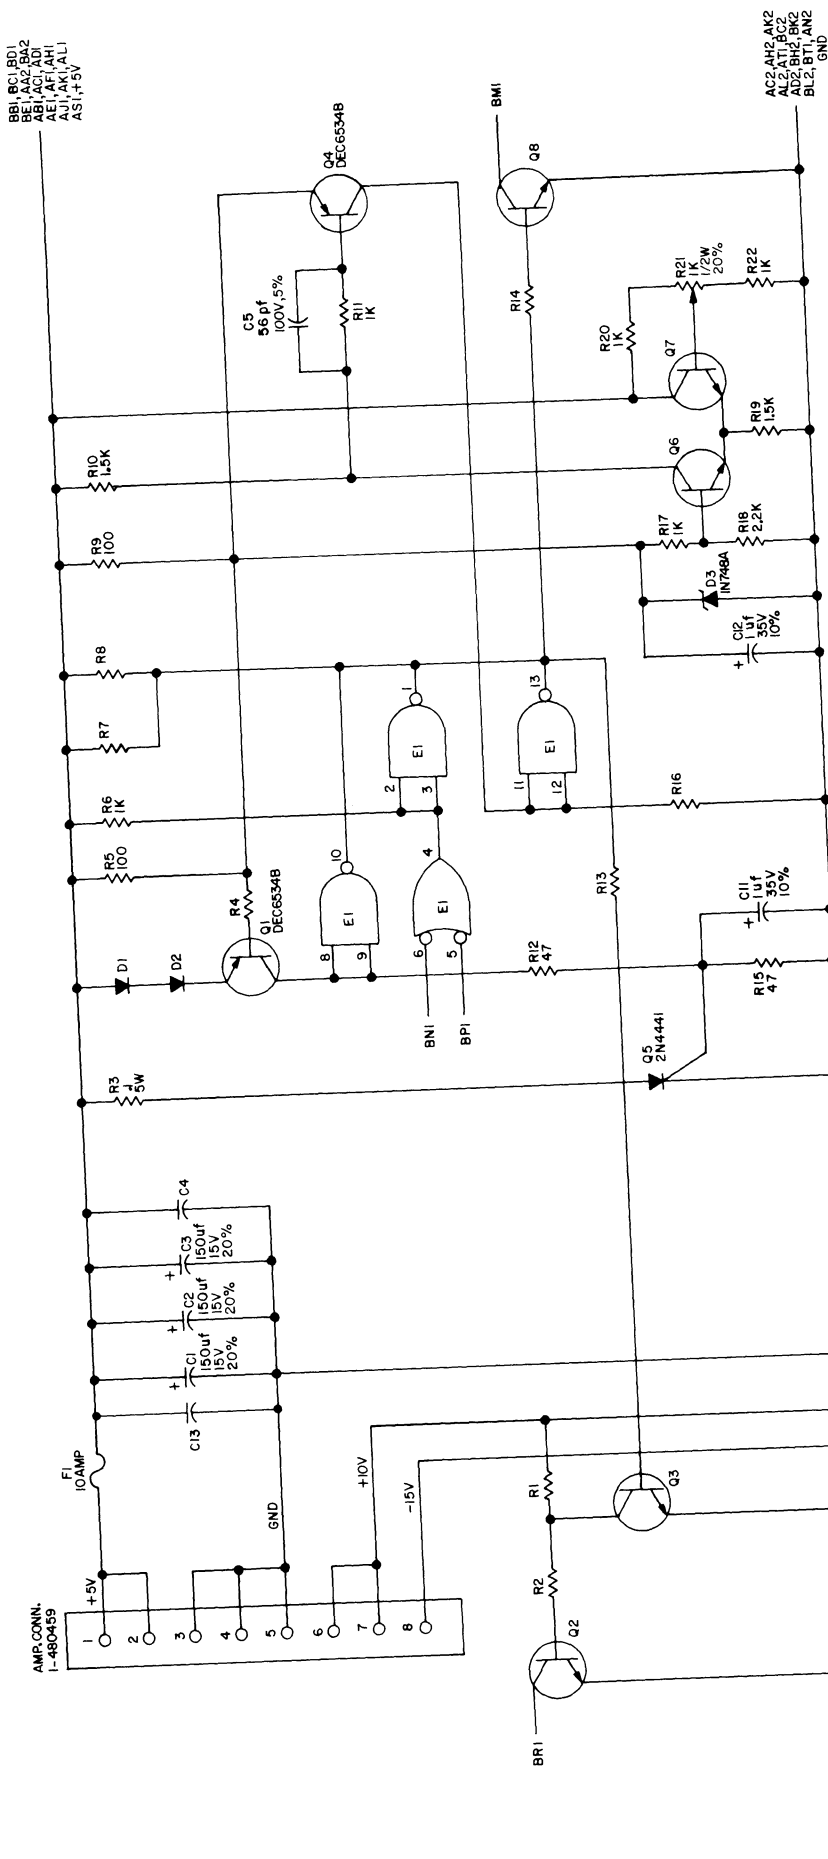 AMP. CONN.
1-480459
+5V
1
2
3
4
5
6
7
8
GND
+10V
-15V
F1
10AMP
C13
C1
150uf
15V
20%
C2
150uf
15V
20%
C3
150uf
15V
20%
C4
R3
.1
5W
D1
D2
R5
100
R6
1K
R7
R8
R9
100
R10
1.5K
BB1,BC1,BD1
BE1,AA2,BA2
AB1,AC1,AD1
AE1,AF1,AH1
AJ1,AK1,AL1
AS1,+5V
R4
Q1
DEC6534B
8
9
10
E1
6
5
4
E1
BN1
BP1
2
3
1
E1
11
12
13
E1
C5
56 pf
100V,5%
R11
1K
Q4
DEC6534B
R14
Q8
BM1
R12
47
R13
R16
Q5
2N4441
R15
47
C11
1uf
35V
10%
+
C12
1uf
35V
10%
+
D3
1N748A
R17
1K
R18
2.2K
Q6
Q7
R19
1.5K
R20
1K
R21
1K
1/2W
20%
R22
1K
AC2,AH2,AK2
AL2,AT1,BC2
AD2,BH2,BK2
BL2,BT1,AN2
GND
R1
R2
Q2
Q3
BR1